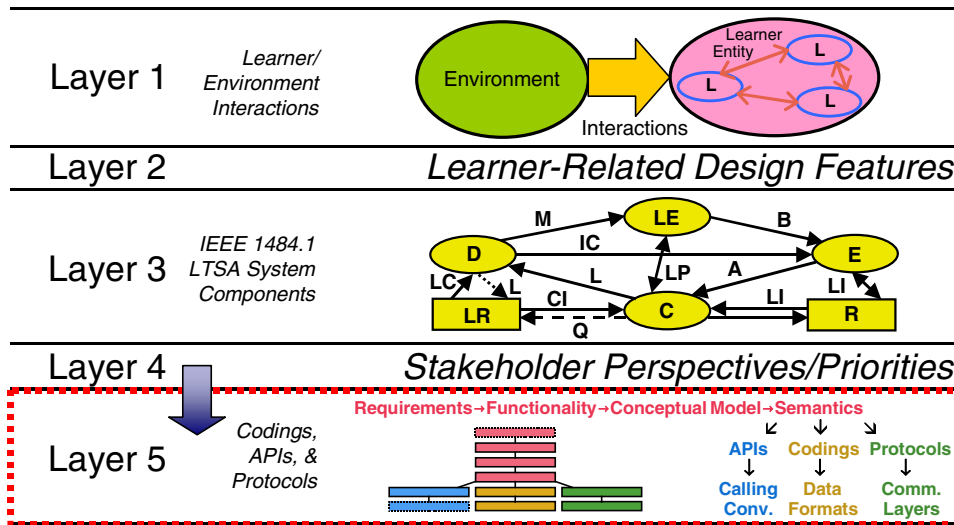 Layer 1
Learner/
Environment
Interactions
Environment
Interactions
Learner
Entity
L
L
L
Layer 2
Learner-Related Design Features
Layer 3
IEEE 1484.1
LTSA System
Components
M
LE
B
D
IC
E
LC
L
L
LP
A
LI
LR
CI
C
LI
R
Q
Layer 4
Stakeholder Perspectives/Priorities
Layer 5
Codings,
APIs, &
Protocols
Requirements→Functionality→Conceptual Model→Semantics
APIs
Codings
Protocols
Calling
Conv.
Data
Formats
Comm.
Layers